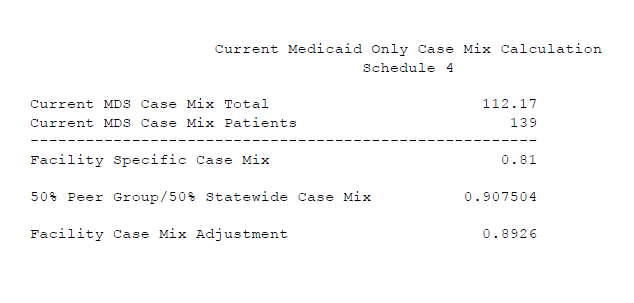 Current Medicaid Only Case Mix Calculation
Schedule 4
Current MDS Case Mix Total 112.17
Current MDS Case Mix Patients 139
Facility Specific Case Mix 0.81
50% Peer Group/50% Statewide Case Mix 0.907504
Facility Case Mix Adjustment 0.8926